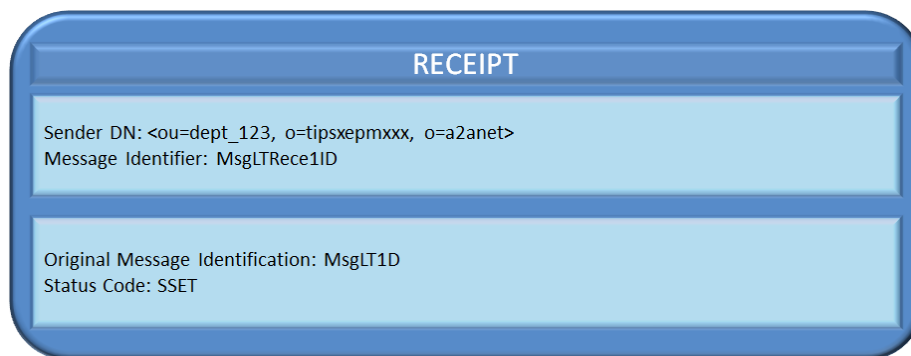 RECEIPT
Sender DN: <ou=dept_123, o=tipsxepmxxx, o=a2anet>
Message Identifier: MsgLTRece1ID
Original Message Identification: MsgLT1D
Status Code: SSET